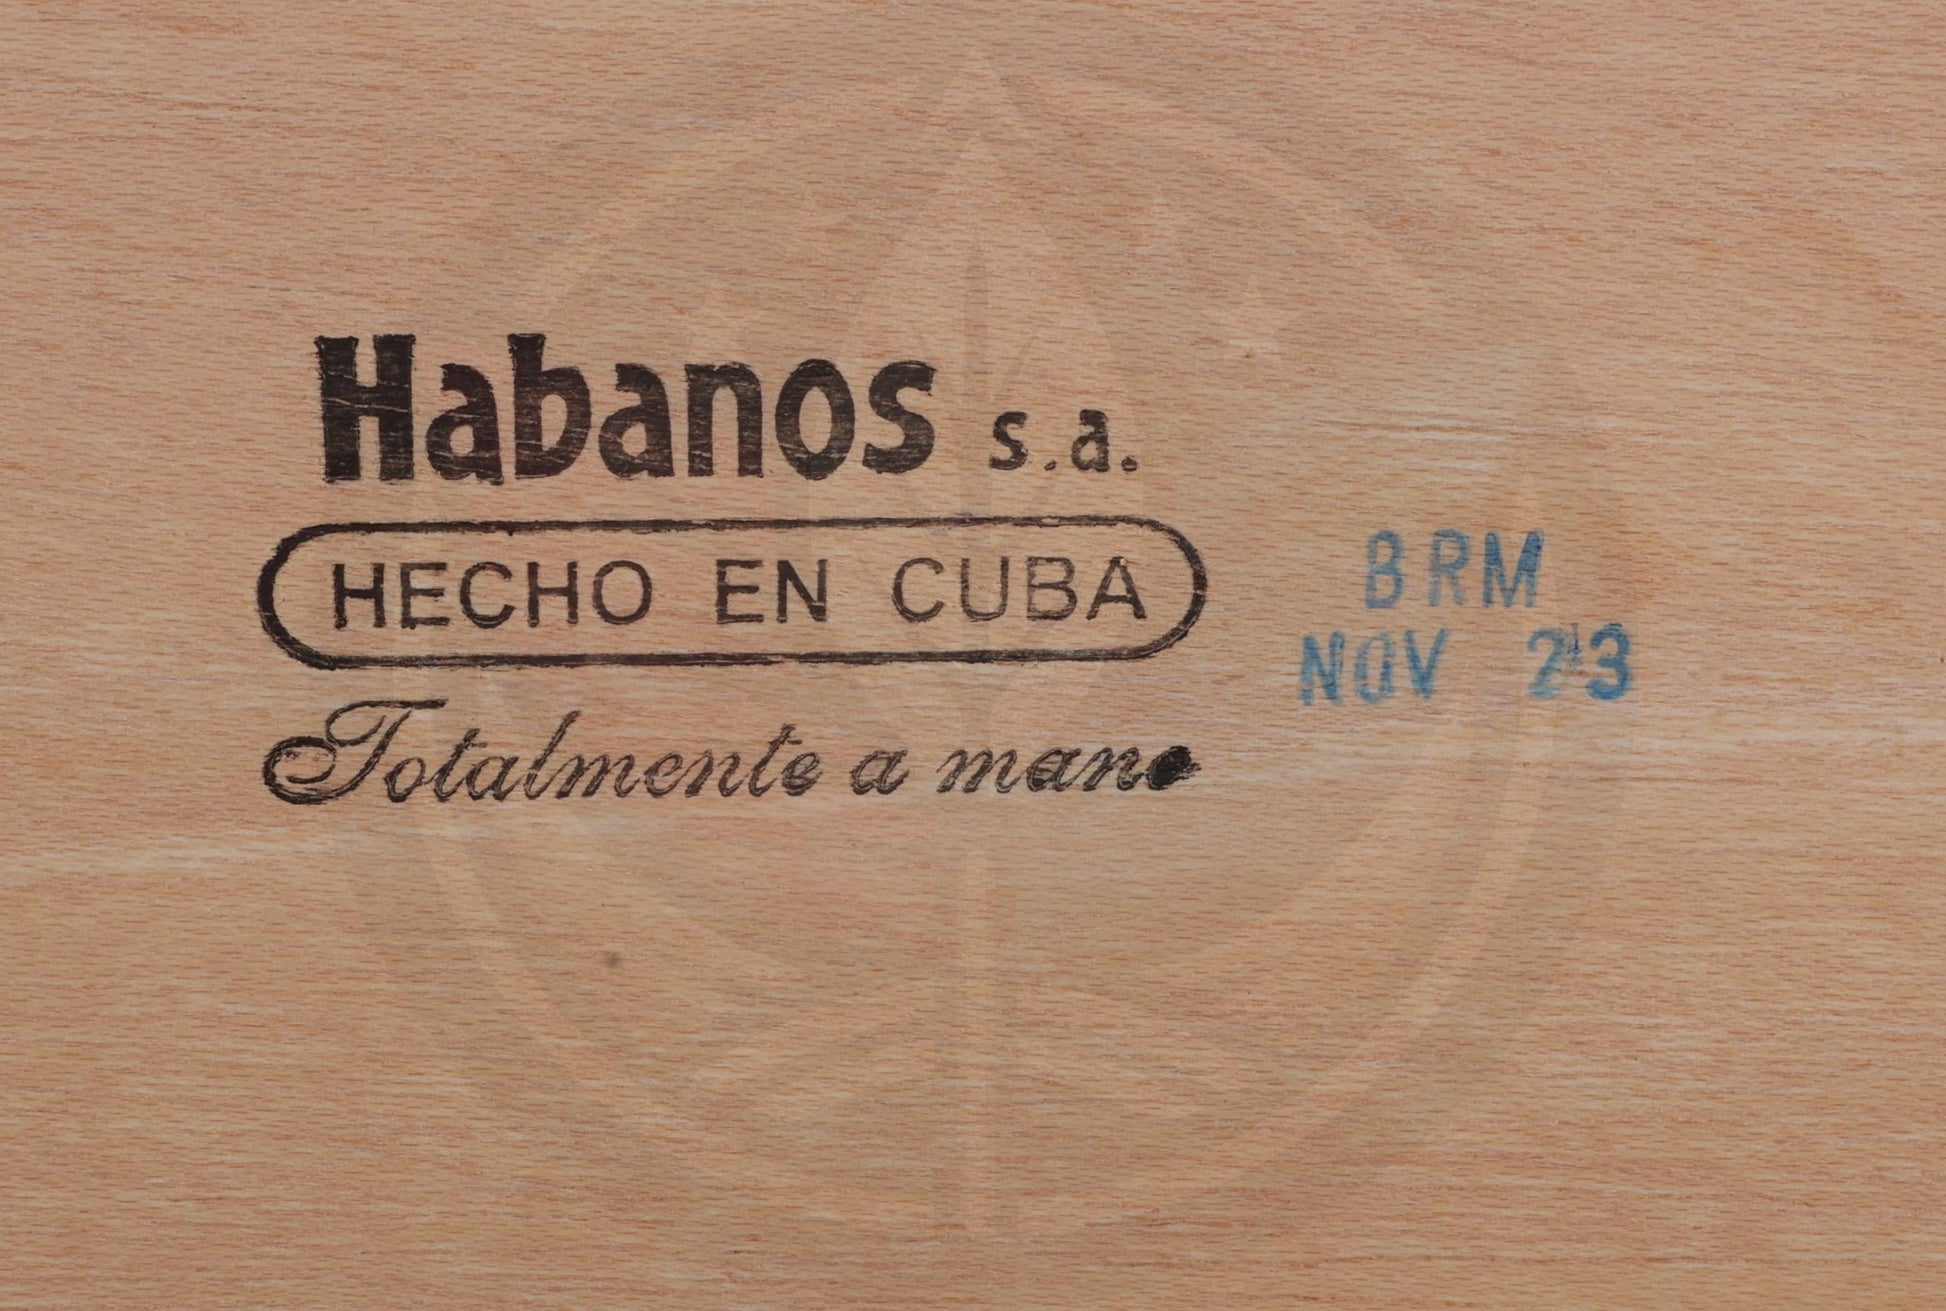 Habanos s.a.
HECHO EN CUBA
Totalmente a mano
BRM
NOV 23